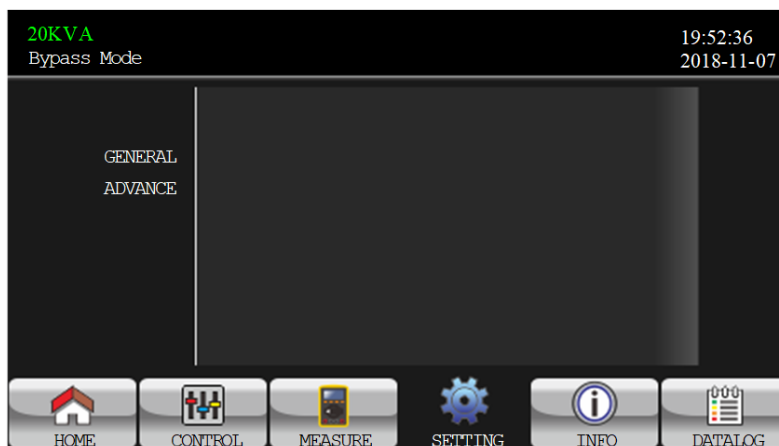 20KVA
19:52:36
Bypass Mode
2018-11-07
GENERAL
ADVANCE
HOME
CONTROL
MEASURE
SETTING
INFO
DATALOG